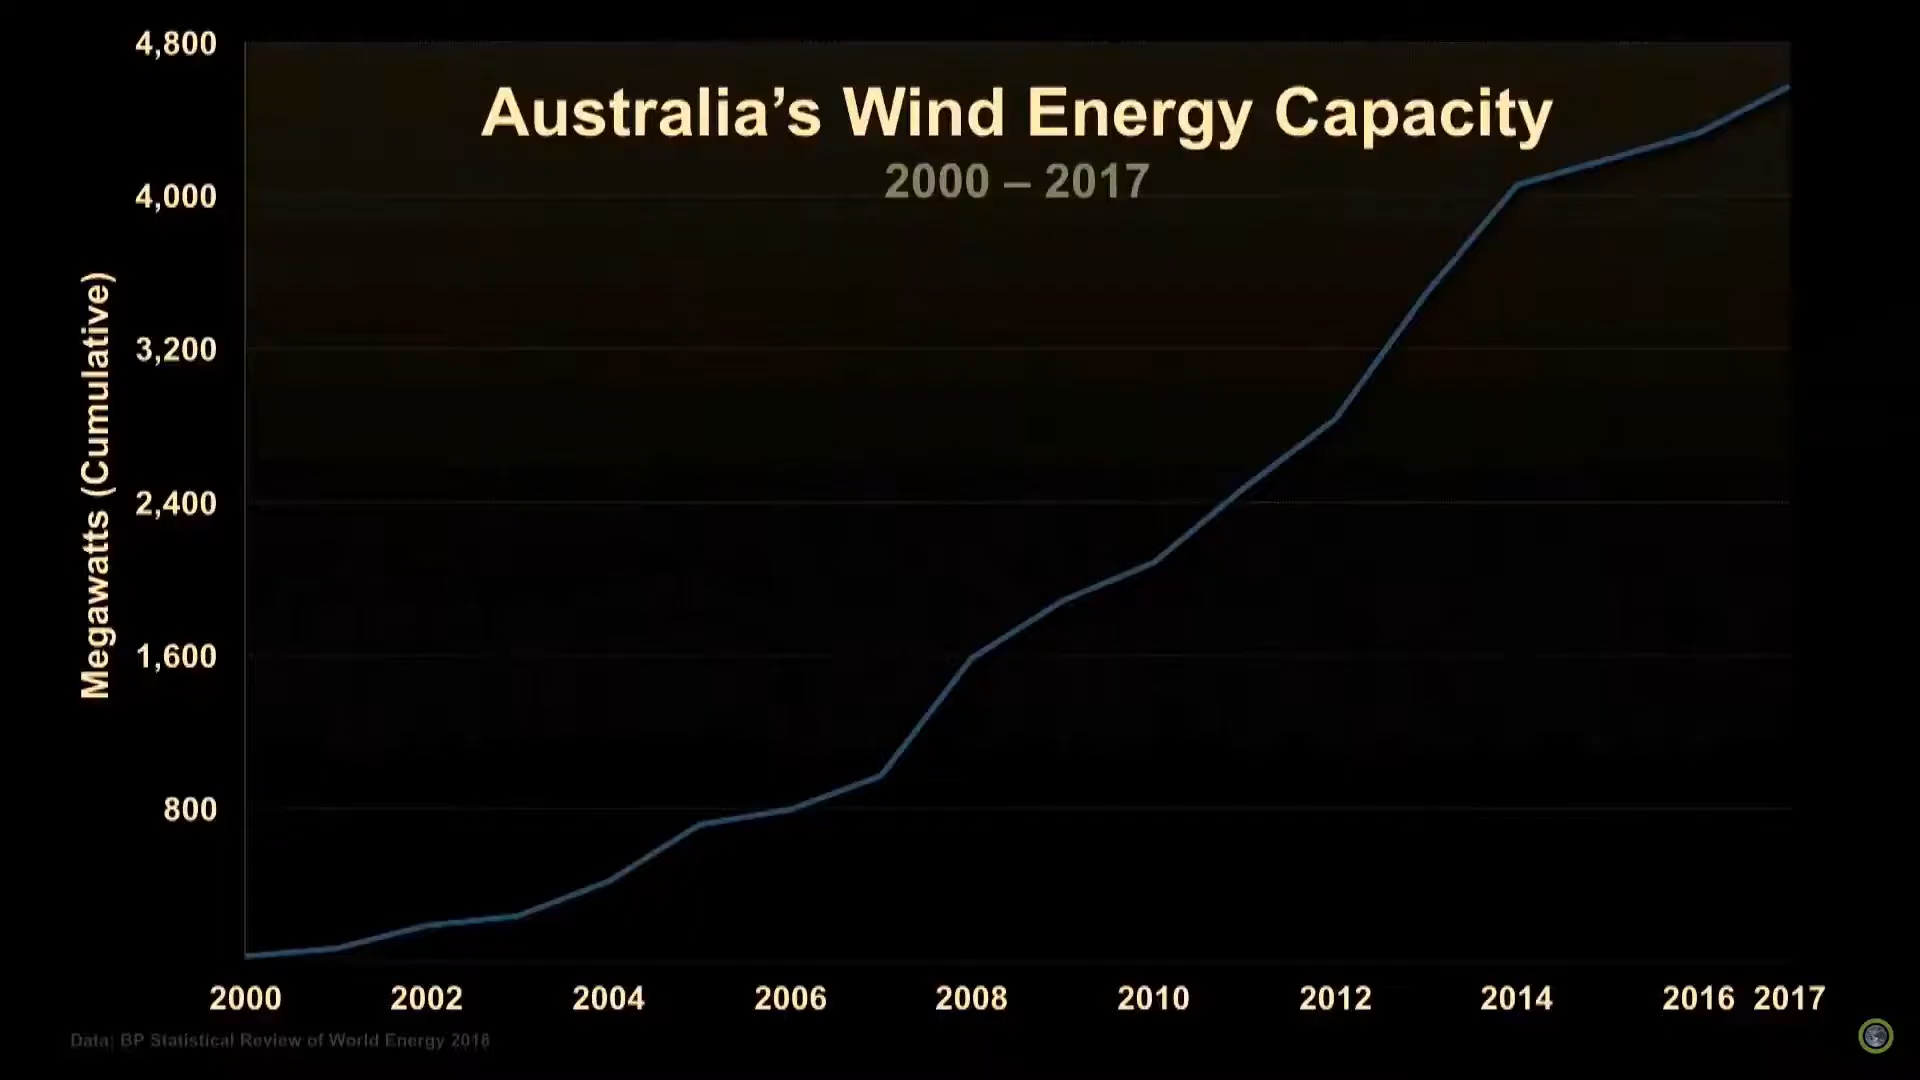 Australia’s Wind Energy Capacity
2000 – 2017
Megawatts (Cumulative)
4,800
4,000
3,200
2,400
1,600
800
2000 2002 2004 2006 2008 2010 2012 2014 2016 2017
Data: BP Statistical Review of World Energy 2018